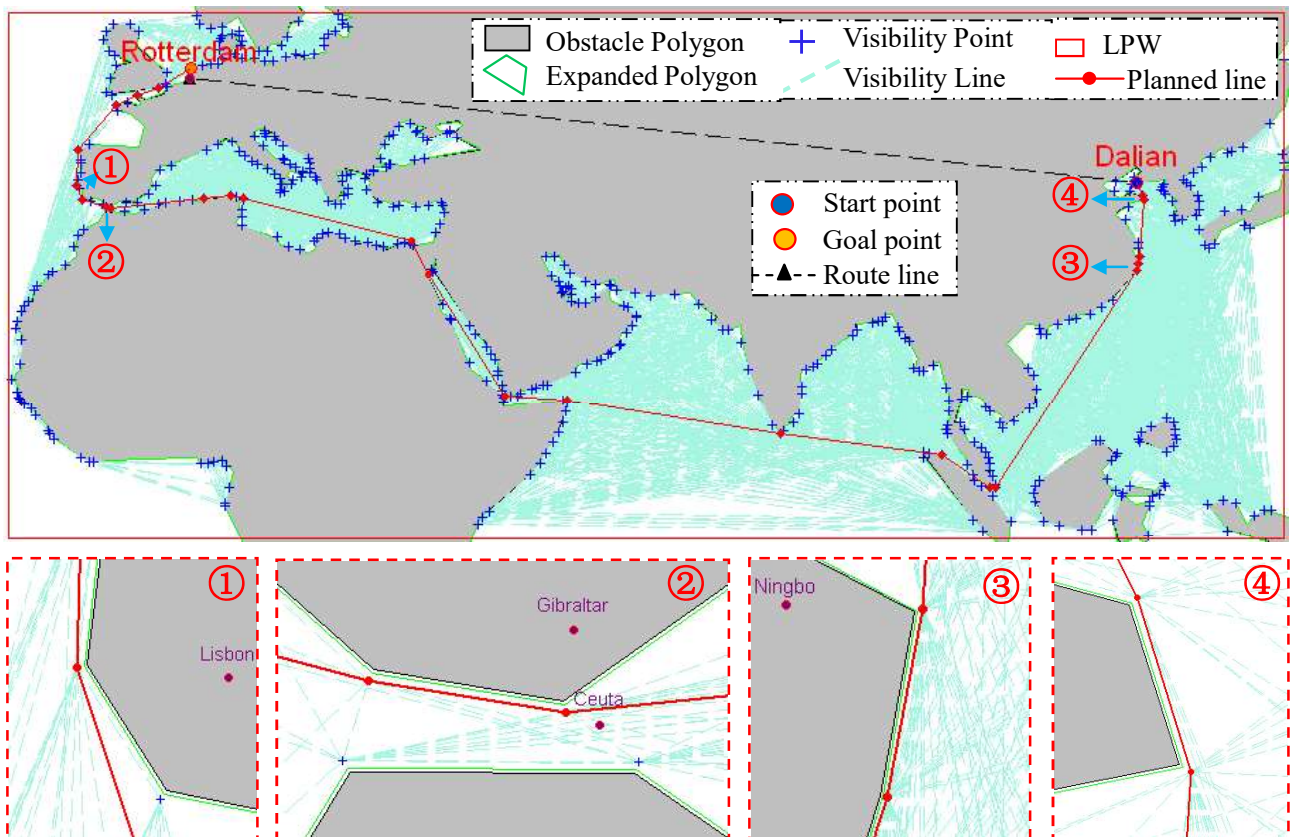 Rotterdam
Obstacle Polygon
Visibility Point
LPW
Expanded Polygon
Visibility Line
Planned line
Dalian
①
②
③
④
Start point
Goal point
Route line
①
Lisbon
②
Gibraltar
Ceuta
③
Ningbo
④